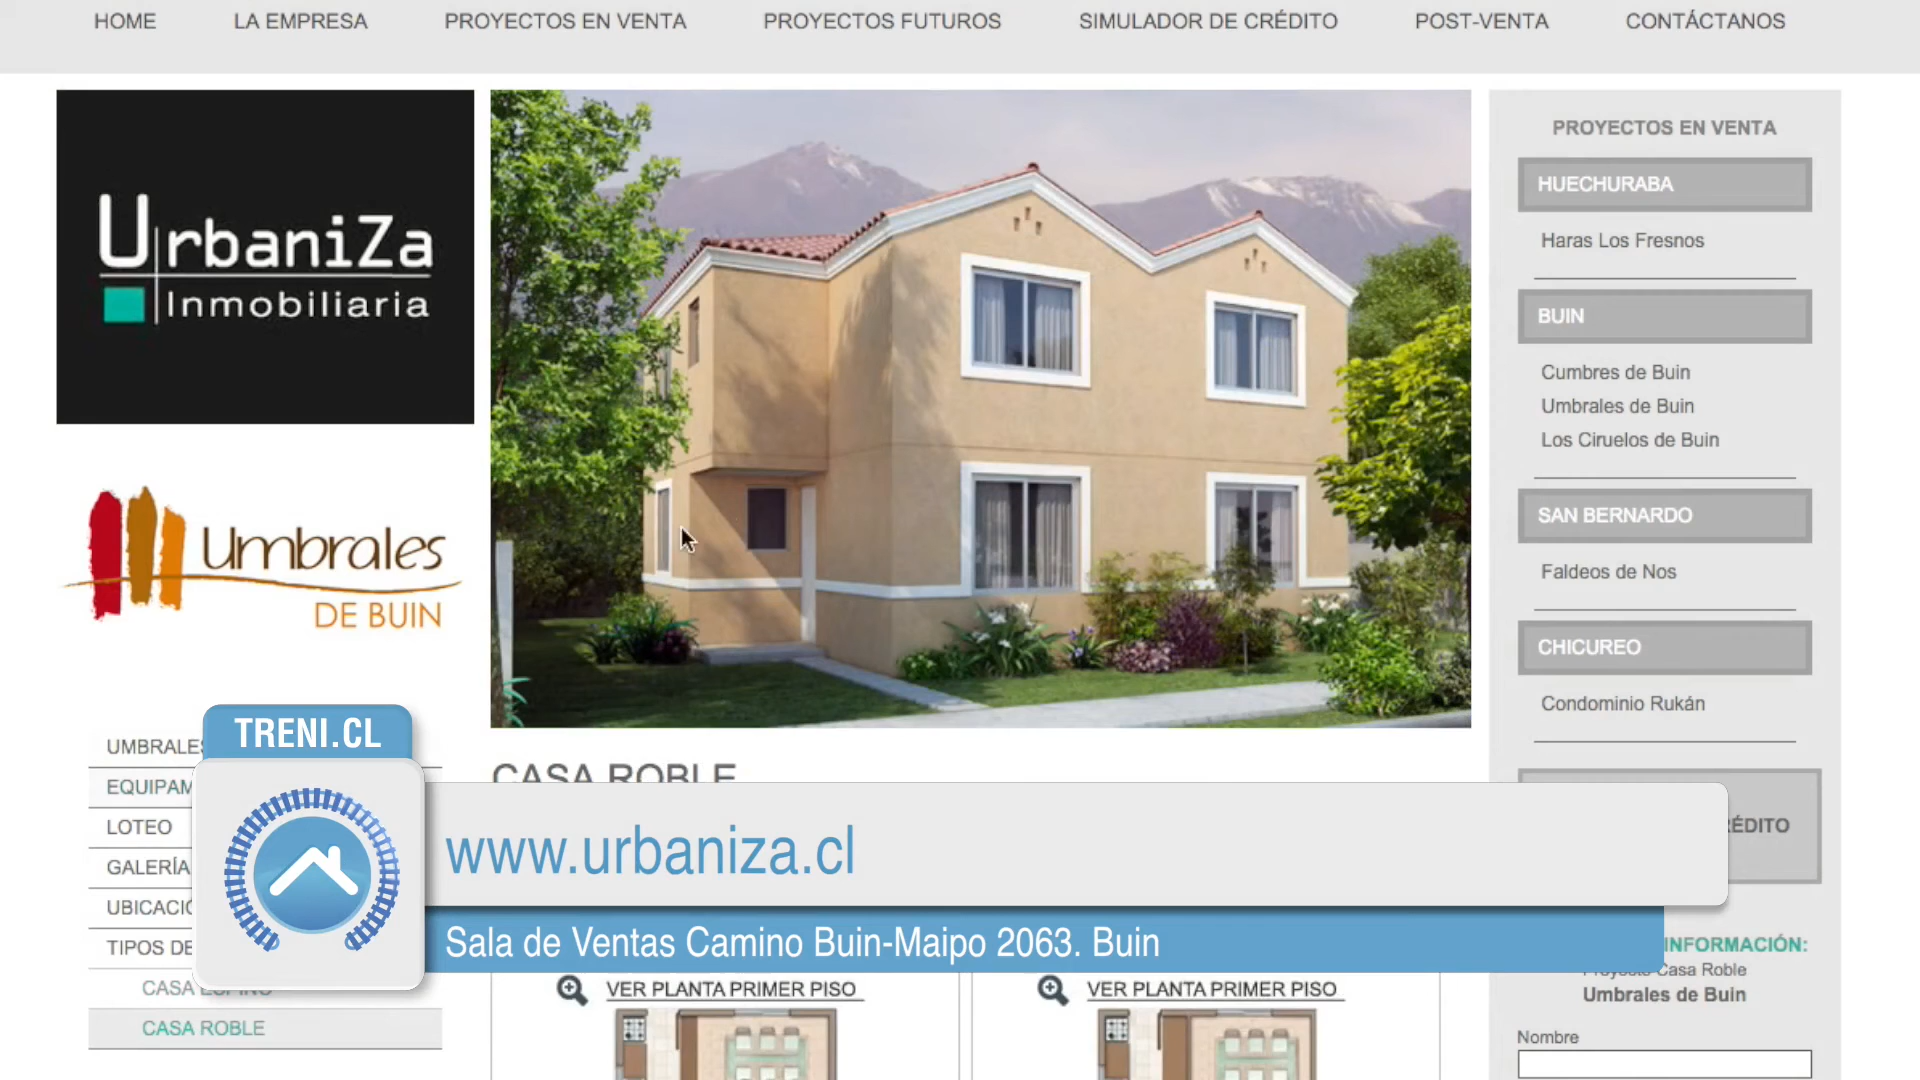 HOME LA EMPRESA PROYECTOS EN VENTA PROYECTOS FUTUROS SIMULADOR DE CRÉDITO POST-VENTA CONTÁCTANOS
UrbaniZa
Inmobiliaria
Umbrales
DE BUIN
UMBRALES
EQUIPAM
LOTEO
GALERÍA
UBICACIÓ
TIPOS DE
CASA ESPINO
CASA ROBLE
CASA ROBLE
VER PLANTA PRIMER PISO
VER PLANTA PRIMER PISO
PROYECTOS EN VENTA
HUECHURABA
Haras Los Fresnos
BUIN
Cumbres de Buin
Umbrales de Buin
Los Ciruelos de Buin
SAN BERNARDO
Faldeos de Nos
CHICUREO
Condominio Rukán
RÉDITO
INFORMACIÓN:
Proyecto Casa Roble
Umbrales de Buin
Nombre
TRENI.CL
www.urbaniza.cl
Sala de Ventas Camino Buin-Maipo 2063. Buin